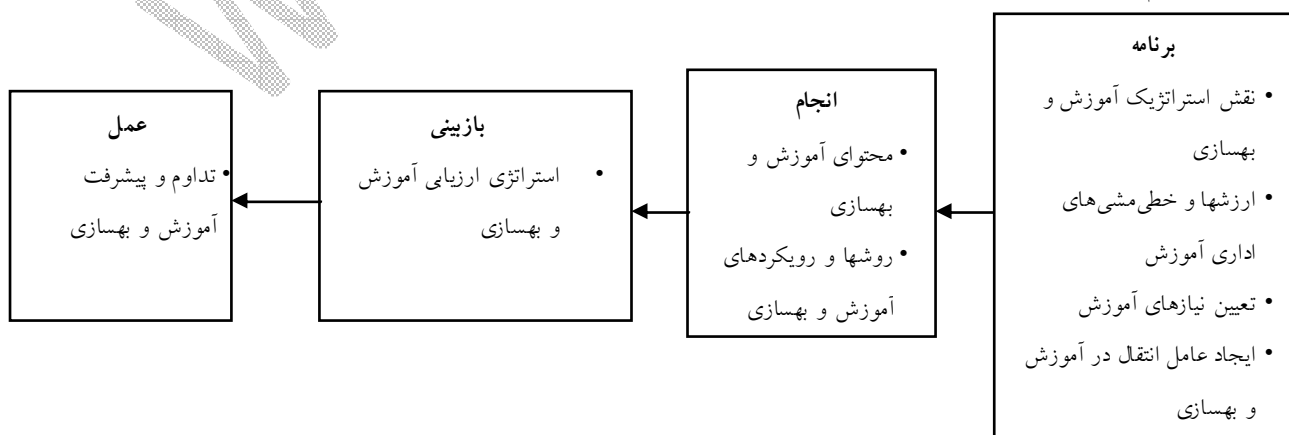 برنامه
• نقش استراتژیک آموزش و
بهسازی
• ارزشها و خطی‌مشی‌های
اداری آموزش
• تعیین نیازهای آموزش
• ایجاد عامل انتقال در آموزش
و بهسازی
انجام
• محتوای آموزش و
بهسازی
• روشها و رویکردهای
آموزش و بهسازی
بازبینی
• استراتژی ارزیابی آموزش
و بهسازی
عمل
• تداوم و پیشرفت
آموزش و بهسازی